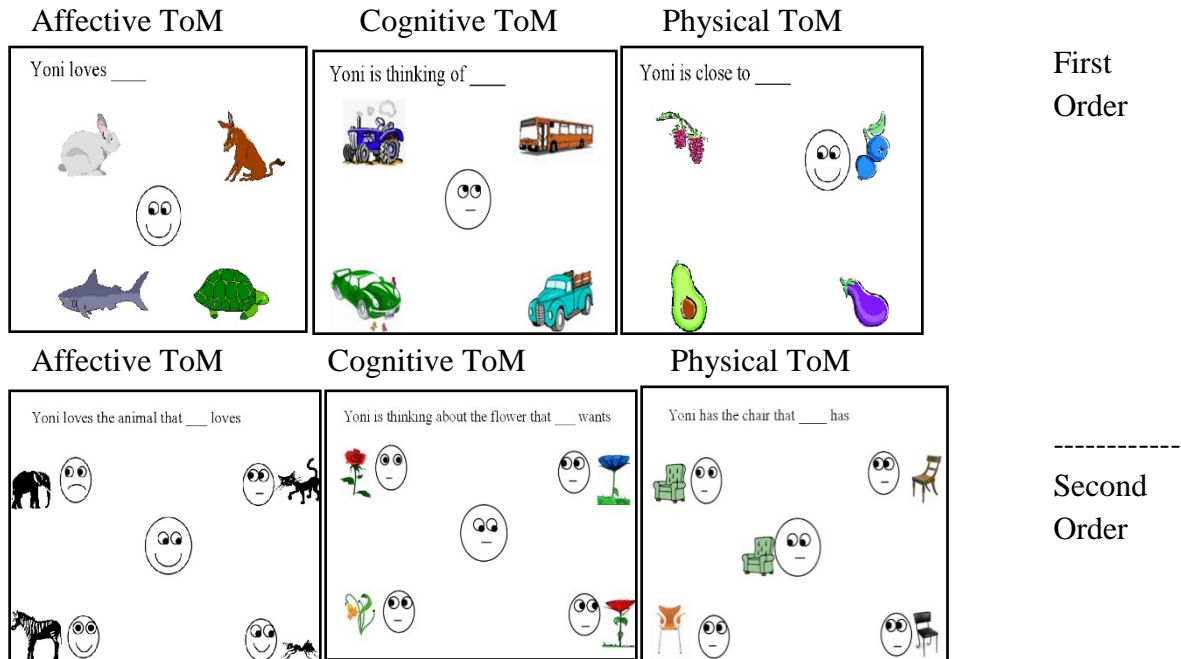 Affective ToM Cognitive ToM Physical ToM
Yoni loves ____
Yoni is thinking of ____
Yoni is close to ____
First
Order
Affective ToM Cognitive ToM Physical ToM
Yoni loves the animal that ___ loves
Yoni is thinking about the flower that ___ wants
Yoni has the chair that ____ has
------------
Second
Order